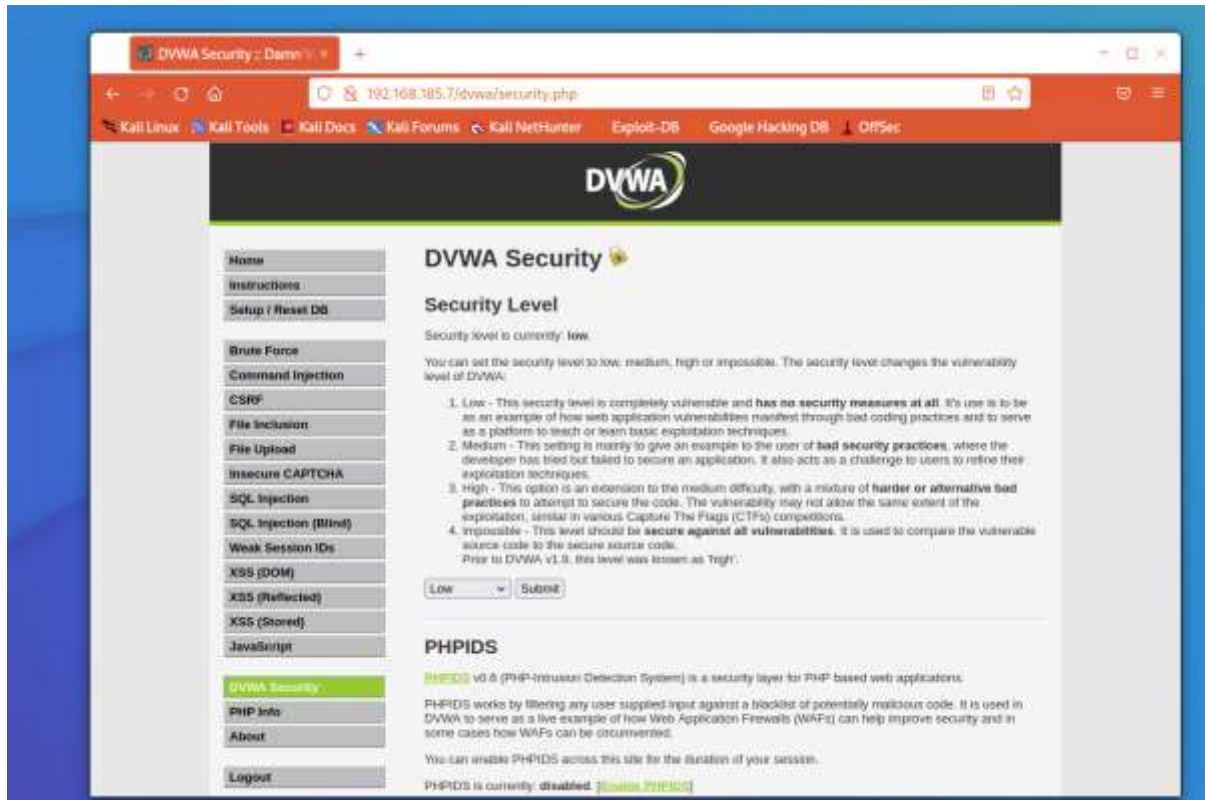 DVWA Security :: Damn V
192.168.185.7/dvwa/security.php
Kali Linux Kali Tools Kali Docs Kali Forums Kali NetHunter Exploit-DB Google Hacking DB OffSec
DVWA
Home
Instructions
Setup / Reset DB
Brute Force
Command Injection
CSRF
File Inclusion
File Upload
Insecure CAPTCHA
SQL Injection
SQL Injection (Blind)
Weak Session IDs
XSS (DOM)
XSS (Reflected)
XSS (Stored)
JavaScript
DVWA Security
PHP Info
About
Logout
DVWA Security
Security Level
Security level is currently: low.
You can set the security level to low, medium, high or impossible. The security level changes the vulnerability
level of DVWA:
1. Low - This security level is completely vulnerable and has no security measures at all. It's use is to be
as an example of how web application vulnerabilities manifest through bad coding practices and to serve
as a platform to teach or learn basic exploitation techniques.
2. Medium - This setting is mainly to give an example to the user of bad security practices, where the
developer has tried but failed to secure an application. It also acts as a challenge to users to refine their
exploitation techniques.
3. High - This option is an extension to the medium difficulty, with a mixture of harder or alternative bad
practices to attempt to secure the code. The vulnerability may not allow the same extent of the
exploitation, similar in various Capture The Flags (CTFs) competitions.
4. Impossible - This level should be secure against all vulnerabilities. It is used to compare the vulnerable
source code to the secure source code.
Prior to DVWA v1.9, this level was known as 'high'.
Low Submit
PHPIDS
PHPIDS v0.6 (PHP-Intrusion Detection System) is a security layer for PHP based web applications.
PHPIDS works by filtering any user supplied input against a blacklist of potentially malicious code. It is used in
DVWA to serve as a live example of how Web Application Firewalls (WAFs) can help improve security and in
some cases how WAFs can be circumvented.
You can enable PHPIDS across this site for the duration of your session.
PHPIDS is currently: disabled. [Enable PHPIDS]